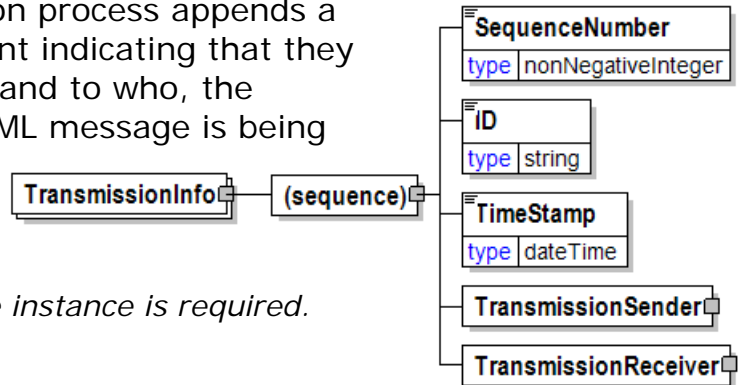 on process appends a
nt indicating that they
and to who, the
ML message is being
instance is required.
TransmissionInfo
(sequence)
SequenceNumber
type nonNegativeInteger
ID
type string
TimeStamp
type dateTime
TransmissionSender
TransmissionReceiver